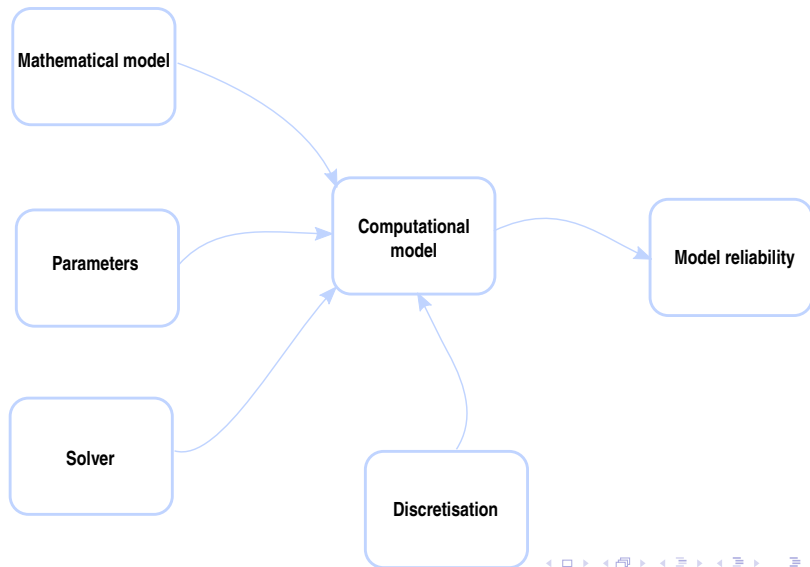 Mathematical model
Parameters
Solver
Computational
model
Discretisation
Model reliability